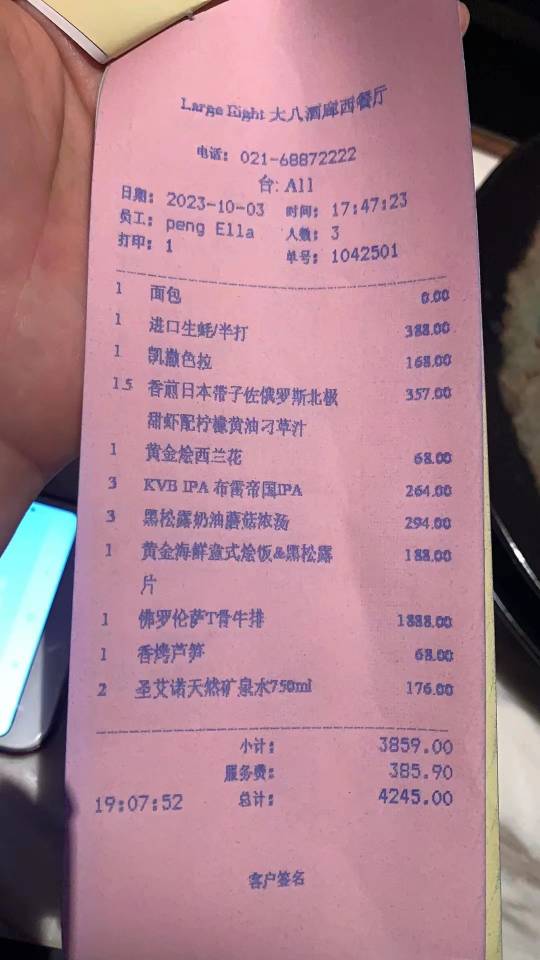 Large Eight 大八酒廊西餐厅
电话: 021-68872222
台: A11
日期: 2023-10-03 时间: 17:47:23
员工: peng Ella 人数: 3
打印: 1 单号: 1042501
1 面包 0.00
1 进口生蚝/半打 388.00
1 凯撒色拉 168.00
1.5 香煎日本带子佐俄罗斯北极 357.00
甜虾配柠檬黄油刁草汁
1 黄金烩西兰花 68.00
3 KVB IPA 布雷帝国IPA 264.00
3 黑松露奶油蘑菇浓汤 294.00
1 黄金海鲜意式烩饭&黑松露 188.00
片
1 佛罗伦萨T骨牛排 1888.00
1 香烤芦笋 68.00
2 圣艾诺天然矿泉水750ml 176.00
小计: 3859.00
服务费: 385.90
19:07:52 总计: 4245.00
客户签名